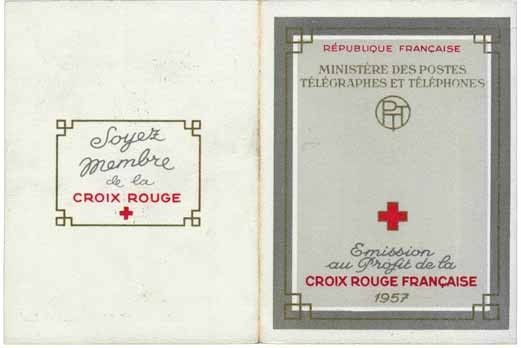 Soyez
Membre
de la
CROIX ROUGE
RÉPUBLIQUE FRANÇAISE
MINISTÈRE DES POSTES
TÉLÉGRAPHES ET TÉLÉPHONES
PTT
Emission
au Profit de la
CROIX ROUGE FRANÇAISE
1957